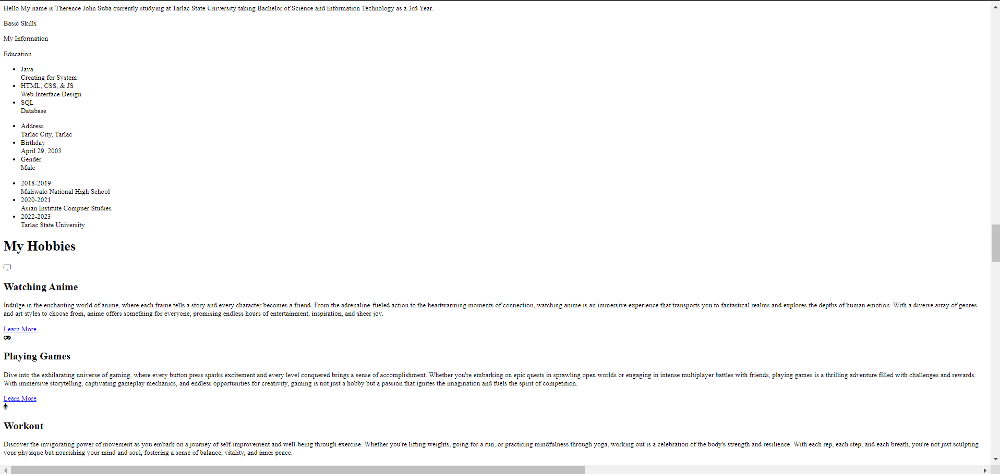 Hello My name is Therence John Suba currently studying at Tarlac State University taking Bachelor of Science and Information Technology as a 3rd Year.
Basic Skills
My Information
Education
Java
Creating for System
HTML, CSS, & JS
Web Interface Design
SQL
Database
Address
Tarlac City, Tarlac
Birthday
April 29, 2003
Gender
Male
2018-2019
Maliwalo National High School
2020-2021
Asian Institute Compuer Studies
2022-2023
Tarlac State University
My Hobbies
Watching Anime
Indulge in the enchanting world of anime, where each frame tells a story and every character becomes a friend. From the adrenaline-fueled action to the heartwarming moments of connection, watching anime is an immersive experience that transports you to fantastical realms and explores the depths of human emotion. With a diverse array of genres
and art styles to choose from, anime offers something for everyone, promising endless hours of entertainment, inspiration, and sheer joy.
Learn More
Playing Games
Dive into the exhilarating universe of gaming, where every button press sparks excitement and every level conquered brings a sense of accomplishment. Whether you're embarking on epic quests in sprawling open worlds or engaging in intense multiplayer battles with friends, playing games is a thrilling adventure filled with challenges and rewards.
With immersive storytelling, captivating gameplay mechanics, and endless opportunities for creativity, gaming is not just a hobby but a passion that ignites the imagination and fuels the spirit of competition.
Learn More
Workout
Discover the invigorating power of movement as you embark on a journey of self-improvement and well-being through exercise. Whether you're lifting weights, going for a run, or practicing mindfulness through yoga, working out is a celebration of the body's strength and resilience. With each rep, each step, and each breath, you're not just sculpting
your physique but nourishing your mind and soul, fostering a sense of balance, vitality, and inner peace.